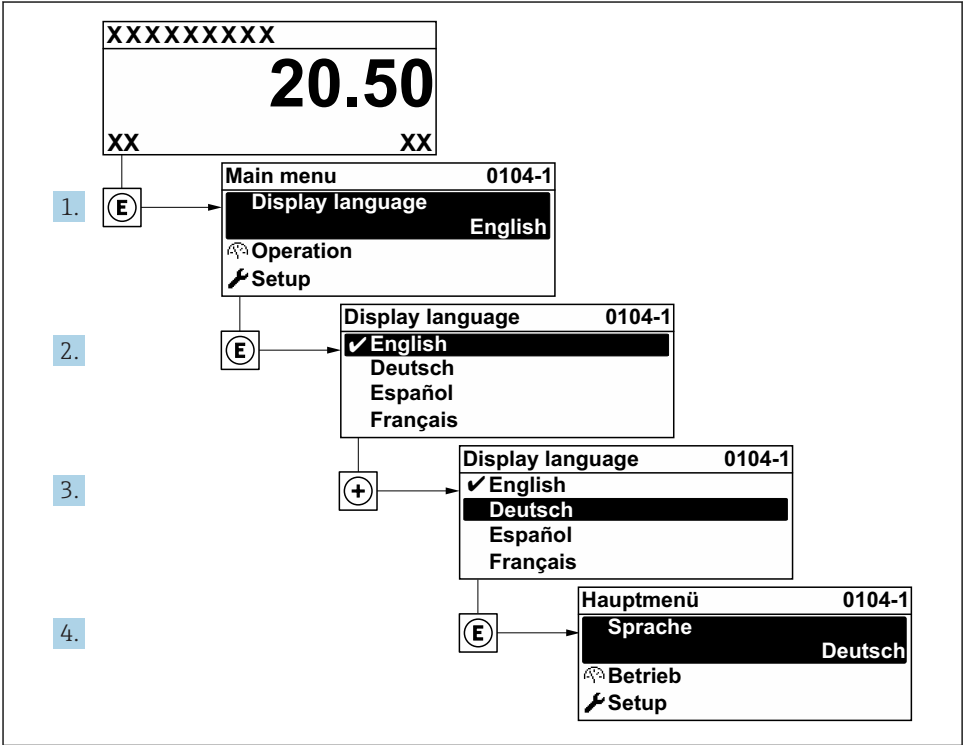 XXXXXXXXX
20.50
XX XX
1. E
Main menu 0104-1
Display language
English
Operation
Setup
2. E
Display language 0104-1
✔English
Deutsch
Español
Français
3. +
Display language 0104-1
✔English
Deutsch
Español
Français
4. E
Hauptmenü 0104-1
Sprache
Deutsch
Betrieb
Setup